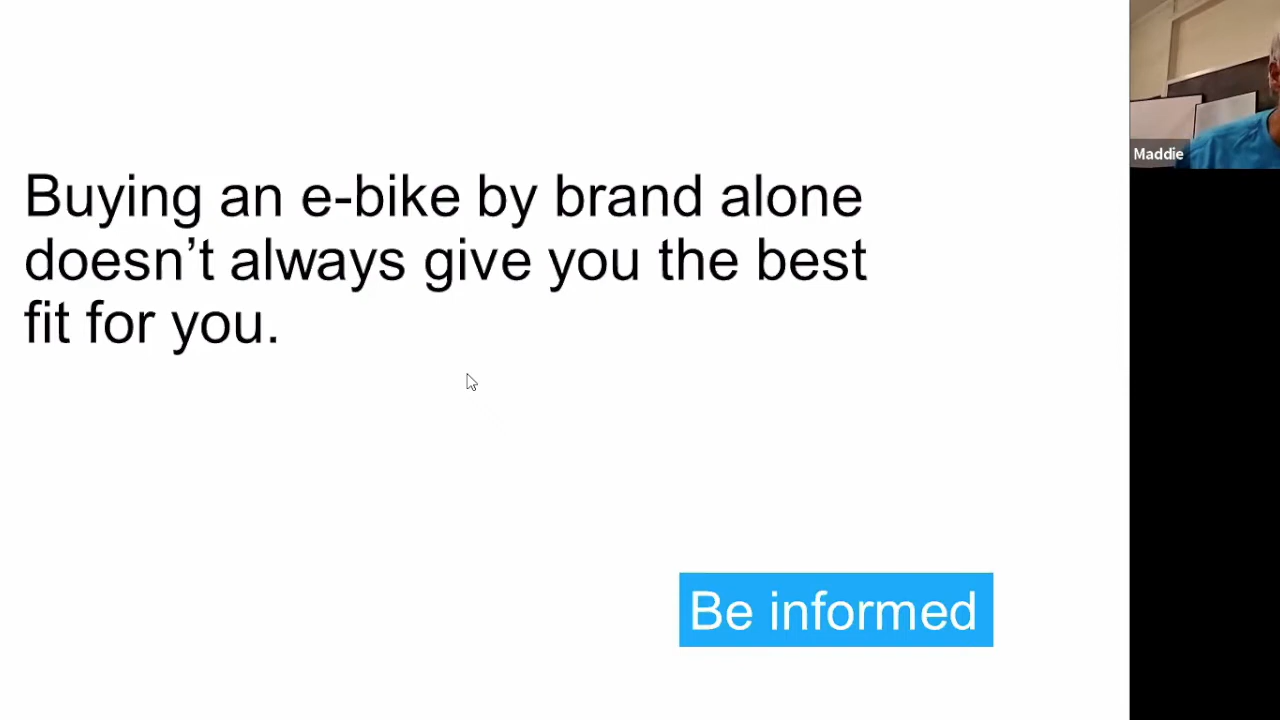 Buying an e-bike by brand alone
doesn’t always give you the best
fit for you.
Be informed
Maddie